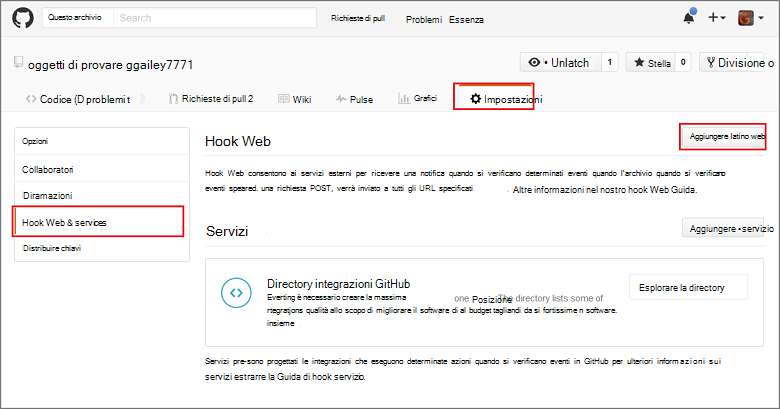 Questo archivio
Search
Richieste di pull
Problemi
Essenza
oggetti di provare ggailey7771
• Unlatch
1
Stella
0
Divisione o
Codice (D problemi t
Richieste di pull 2
Wiki
Pulse
Grafici
Impostazioni
Opzioni
Collaboratori
Diramazioni
Hook Web & services
Distribuire chiavi
Hook Web
Aggiungere latino web
Hook Web consentono ai servizi esterni per ricevere una notifica quando si verificano determinati eventi quando l'archivio quando si verificano
eventi speared. una richiesta POST, verrà inviato a tutti gli URL specificati . Altre informazioni nel nostro hook Web Guida.
Servizi
Aggiungere • servizio
Directory integrazioni GitHub
Everting è necessario creare la massima one Posizione The directory lists some of
rtegrațjons qualità allo scopo di migliorare il software di al budget tagliandi da si fortissime n software.
insieme
Esplorare la directory
Servizi pre-sono progettati le integrazioni che eseguono determinate azioni quando si verificano eventi in GitHub per ulteriori informazioni sui
servizi estrarre la Guida di hook servizio.